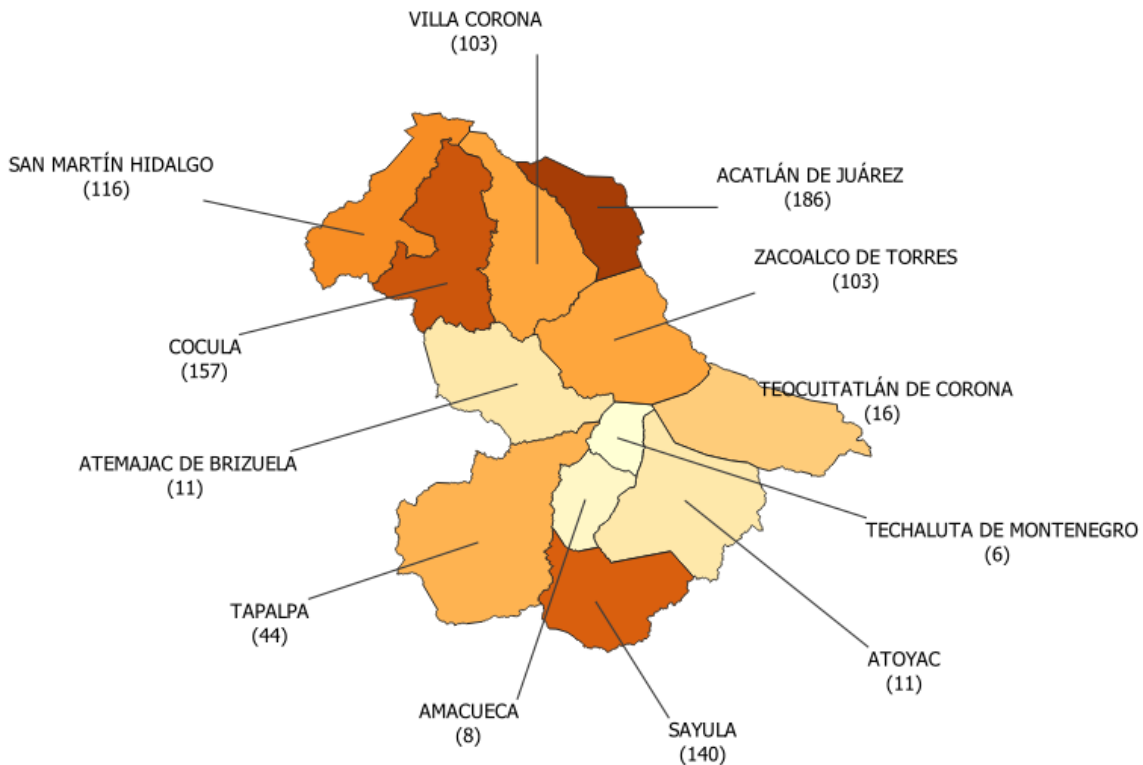 VILLA CORONA
(103)
SAN MARTÍN HIDALGO
(116)
ACATLÁN DE JUÁREZ
(186)
ZACOALCO DE TORRES
(103)
COCULA
(157)
TEOCUITATLÁN DE CORONA
(16)
ATEMAJAC DE BRIZUELA
(11)
TECHALUTA DE MONTENEGRO
(6)
TAPALPA
(44)
ATOYAC
(11)
AMACUECA
(8)
SAYULA
(140)